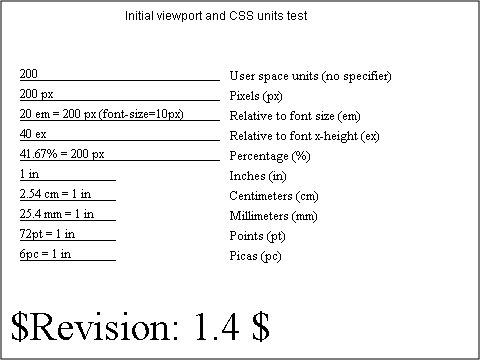 Initial viewport and CSS units test
200 User space units (no specifier)
200 px Pixels (px)
20 em = 200 px (font-size=10px) Relative to font size (em)
40 ex Relative to font x-height (ex)
41.67% = 200 px Percentage (%)
1 in Inches (in)
2.54 cm = 1 in Centimeters (cm)
25.4 mm = 1 in Millimeters (mm)
72pt = 1 in Points (pt)
6pc = 1 in Picas (pc)
$Revision: 1.4 $